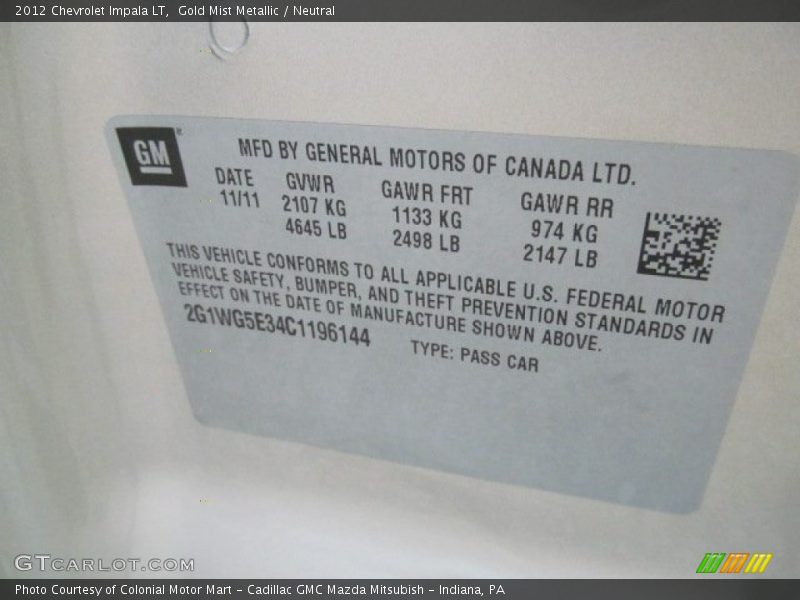 2012 Chevrolet Impala LT,  Gold Mist Metallic / Neutral
GM
MFD BY GENERAL MOTORS OF CANADA LTD.
DATE GVWR GAWR FRT GAWR RR
11/11 2107 KG 1133 KG 974 KG
4645 LB 2498 LB 2147 LB
THIS VEHICLE CONFORMS TO ALL APPLICABLE U.S. FEDERAL MOTOR
VEHICLE SAFETY, BUMPER, AND THEFT PREVENTION STANDARDS IN
EFFECT ON THE DATE OF MANUFACTURE SHOWN ABOVE.
2G1WG5E34C1196144 TYPE: PASS CAR
GTCARLOT.COM
Photo Courtesy of Colonial Motor Mart - Cadillac GMC Mazda Mitsubish - Indiana, PA